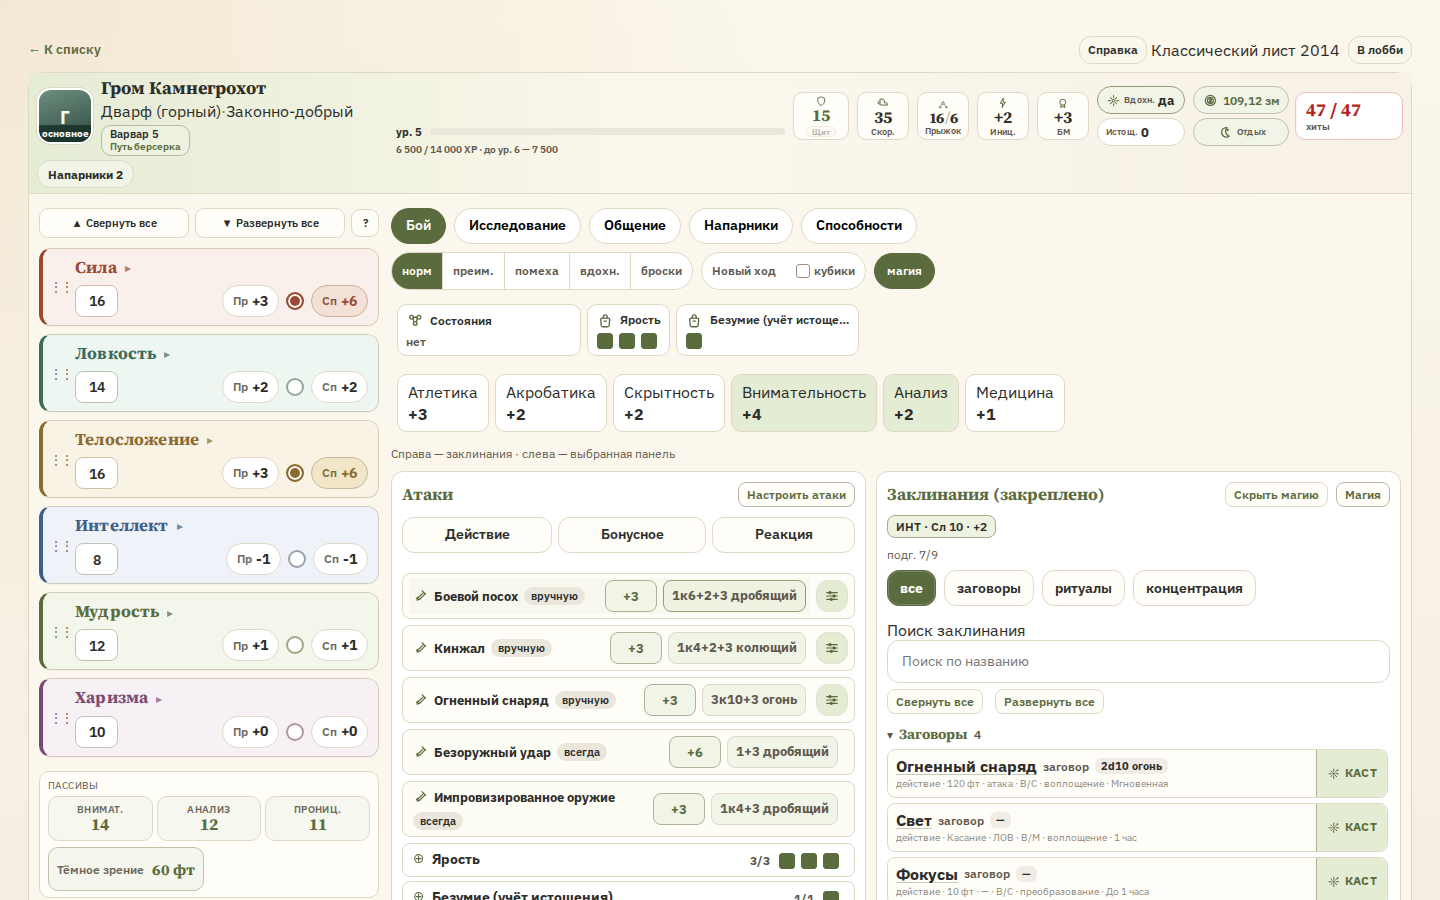 ← К списку
Справка Классический лист 2014 В лобби
Г
основное
Гром Камнегрохот
Дварф (горный)·Законно-добрый
Варвар 5
Путь берсерка
Напарники 2
ур. 5
6 500 / 14 000 XP · до ур. 6 — 7 500
15
Щит
35
Скор.
16/6
Прыжок
+2
Иниц.
+3
БМ
Вдохн. да
Истощ. 0
109,12 зм
Отдых
47 / 47
хиты
▲ Свернуть все
▼ Развернуть все
?
Сила ▸
16 Пр +3 Сп +6
Ловкость ▸
14 Пр +2 Сп +2
Телосложение ▸
16 Пр +3 Сп +6
Интеллект ▸
8 Пр -1 Сп -1
Мудрость ▸
12 Пр +1 Сп +1
Харизма ▸
10 Пр +0 Сп +0
ПАССИВЫ
ВНИМАТ.
14
АНАЛИЗ
12
ПРОНИЦ.
11
Тёмное зрение 60 фт
Бой Исследование Общение Напарники Способности
норм преим. помеха вдохн. броски Новый ход кубики магия
Состояния
нет
Ярость
Безумие (учёт истоще...
Атлетика
+3
Акробатика
+2
Скрытность
+2
Внимательность
+4
Анализ
+2
Медицина
+1
Справа — заклинания · слева — выбранная панель
Атаки Настроить атаки
Действие Бонусное Реакция
Боевой посох вручную +3 1к6+2+3 дробящий
Кинжал вручную +3 1к4+2+3 колющий
Огненный снаряд вручную +3 3к10+3 огонь
Безоружный удар всегда +6 1+3 дробящий
Импровизированное оружие
всегда
+3 1к4+3 дробящий
Ярость 3/3
Безумие (учёт истощения) 1/1
Заклинания (закреплено) Скрыть магию Магия
ИНТ · Сл 10 · +2
подг. 7/9
все заговоры ритуалы концентрация
Поиск заклинания
Поиск по названию
Свернуть все Развернуть все
▾ Заговоры 4
Огненный снаряд заговор 2d10 огонь
действие · 120 фт · атака · В/С · воплощение · Мгновенная
КАСТ
Свет заговор —
действие · Касание · ЛОВ · В/М · воплощение · 1 час
КАСТ
Фокусы заговор —
действие · 10 фт · — · В/С · преобразование · До 1 часа
КАСТ